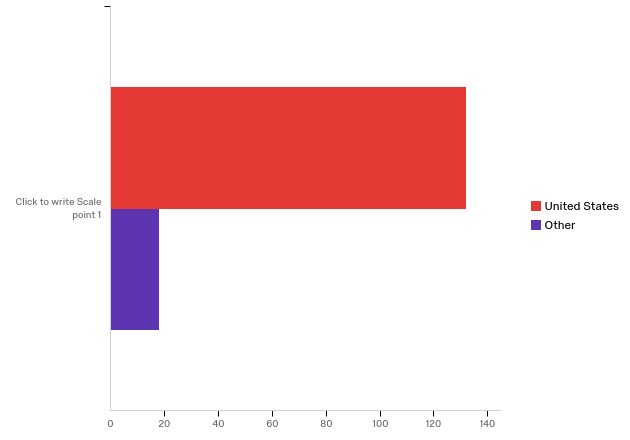 Click to write Scale
point 1
United States
Other
0 20 40 60 80 100 120 140